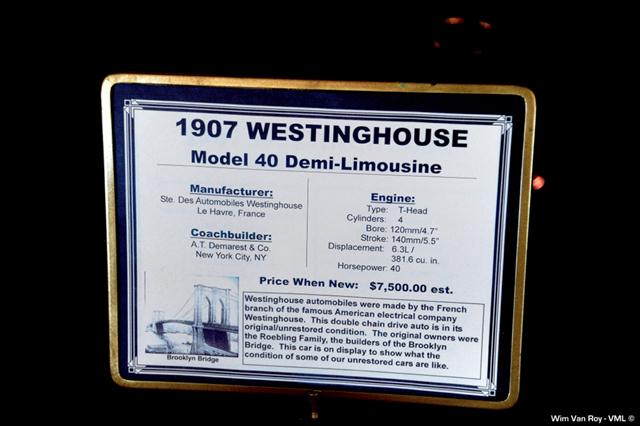 1907 WESTINGHOUSE
Model 40 Demi-Limousine
Manufacturer:
Ste. Des Automobiles Westinghouse
Le Havre, France
Coachbuilder:
A.T. Demarest & Co.
New York City, NY
Engine:
Type: T-Head
Cylinders: 4
Bore: 120mm/4.7"
Stroke: 140mm/5.5"
Displacement: 6.3L /
381.6 cu. in.
Horsepower: 40
Price When New: $7,500.00 est.
Westinghouse automobiles were made by the French
branch of the famous American electrical company
Westinghouse. This double chain drive auto is in its
original/unrestored condition. The original owners were
the Roebling Family, the builders of the Brooklyn
Bridge. This car is on display to show what the
condition of some of our unrestored cars are like.
Brooklyn Bridge
Wim Van Roy - VML ©